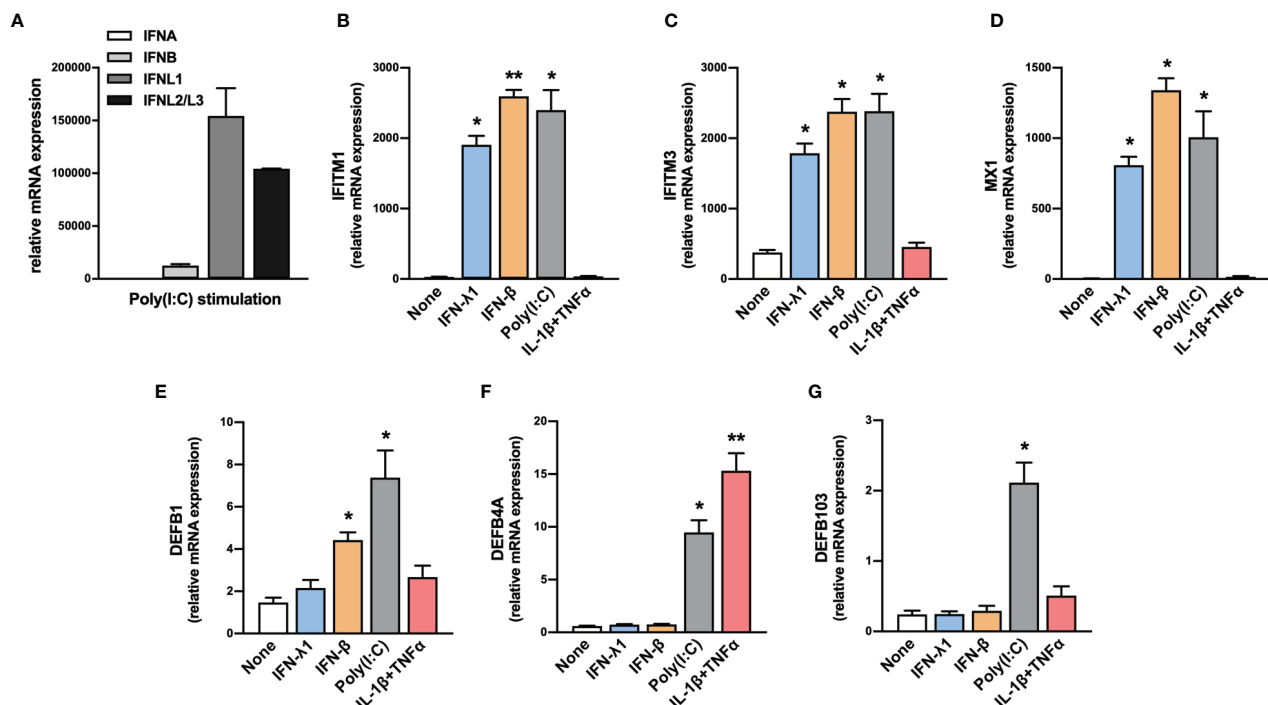 A
IFNA
IFNB
IFNL1
IFNL2/L3
relative mRNA expression
200000
150000
100000
50000
0
Poly(I:C) stimulation
B
IFITM1
(relative mRNA expression)
3000
2000
1000
0
*
**
*
None
IFN-λ1
IFN-β
Poly(I:C)
IL-1β+TNFα
C
IFITM3
(relative mRNA expression)
3000
2000
1000
0
*
*
*
None
IFN-λ1
IFN-β
Poly(I:C)
IL-1β+TNFα
D
MX1
(relative mRNA expression)
1500
1000
500
0
*
*
*
None
IFN-λ1
IFN-β
Poly(I:C)
IL-1β+TNFα
E
DEFB1
(relative mRNA expression)
10
8
6
4
2
0
*
*
None
IFN-λ1
IFN-β
Poly(I:C)
IL-1β+TNFα
F
DEFB4A
(relative mRNA expression)
20
15
10
5
0
*
**
None
IFN-λ1
IFN-β
Poly(I:C)
IL-1β+TNFα
G
DEFB103
(relative mRNA expression)
3
2
1
0
*
None
IFN-λ1
IFN-β
Poly(I:C)
IL-1β+TNFα